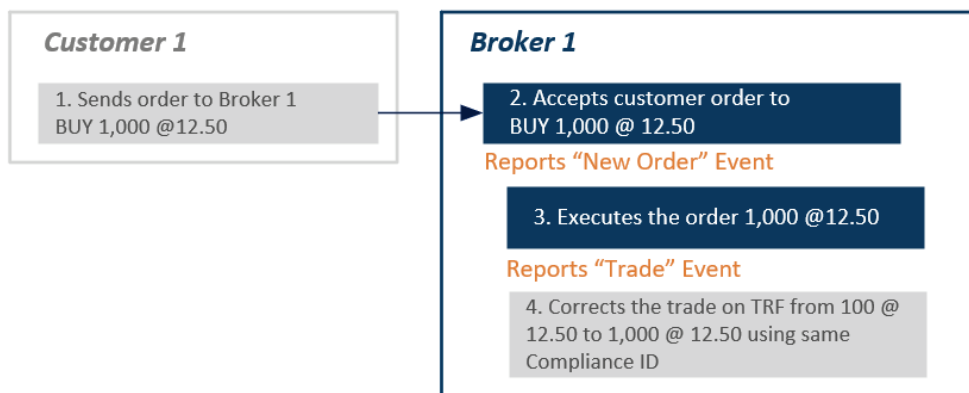 Customer 1
1. Sends order to Broker 1
BUY 1,000 @12.50
Broker 1
2. Accepts customer order to
BUY 1,000 @ 12.50
Reports “New Order” Event
3. Executes the order 1,000 @12.50
Reports “Trade” Event
4. Corrects the trade on TRF from 100 @
12.50 to 1,000 @ 12.50 using same
Compliance ID